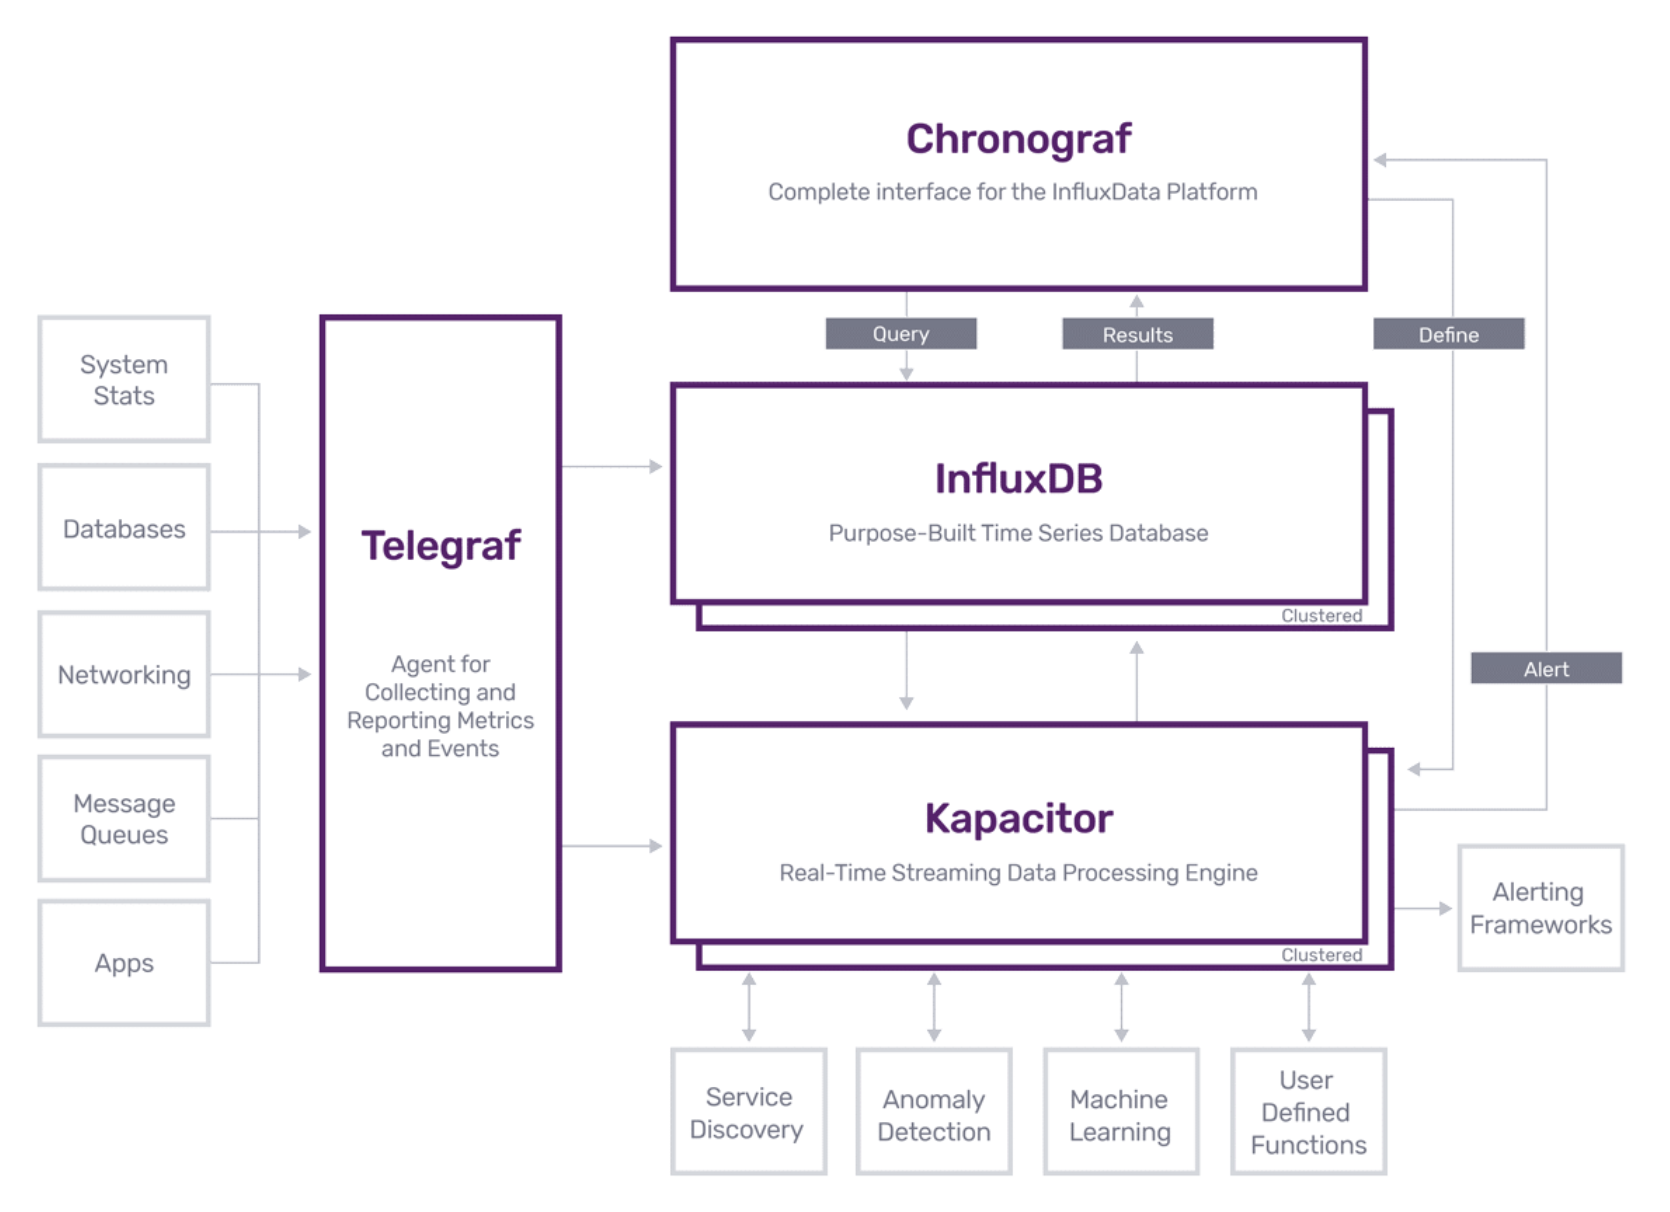 Chronograf
Complete interface for the InfluxData Platform
Query
Results
Define
System
Stats
Databases
Networking
Message
Queues
Apps
Telegraf
Agent for
Collecting and
Reporting Metrics
and Events
InfluxDB
Purpose-Built Time Series Database
Clustered
Alert
Kapacitor
Real-Time Streaming Data Processing Engine
Clustered
Alerting
Frameworks
Service
Discovery
Anomaly
Detection
Machine
Learning
User
Defined
Functions